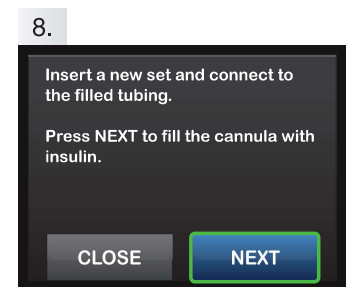 8.
Insert a new set and connect to
the filled tubing.
Press NEXT to fill the cannula with
insulin.
CLOSE
NEXT